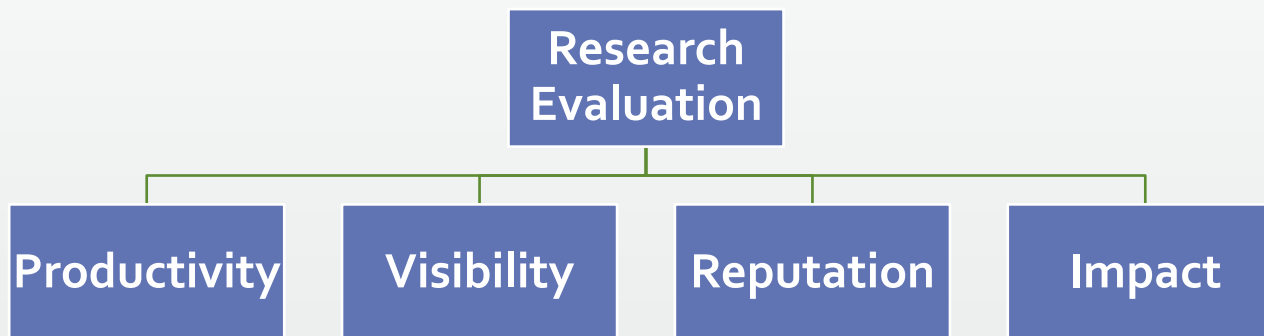 Research
Evaluation
Productivity
Visibility
Reputation
Impact